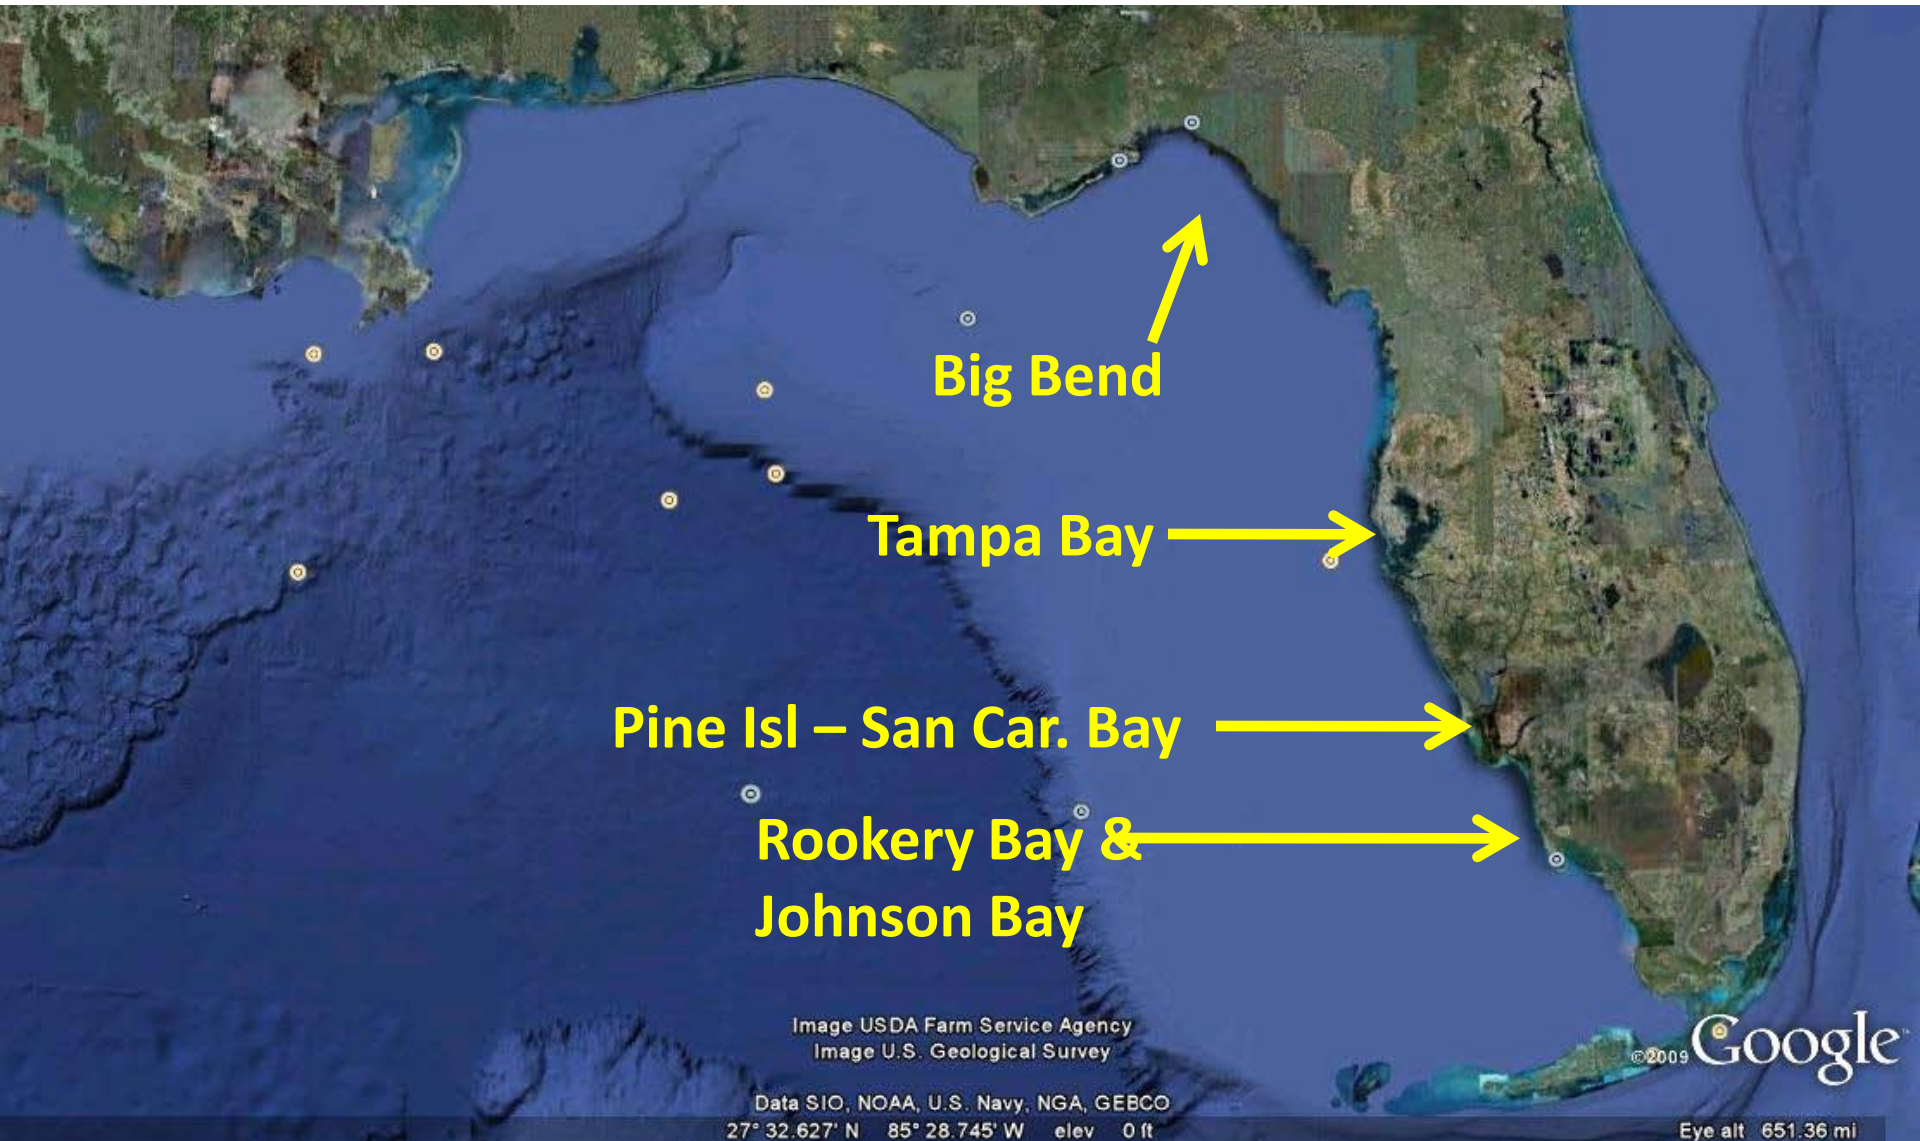 Big Bend
Tampa Bay
Pine Isl – San Car. Bay
Rookery Bay &
Johnson Bay
Image USDA Farm Service Agency
Image U.S. Geological Survey
©2009 Google
Data SIO, NOAA, U.S. Navy, NGA, GEBCO
27° 32.627' N 85° 28.745' W elev 0 ft
Eye alt 651.36 mi